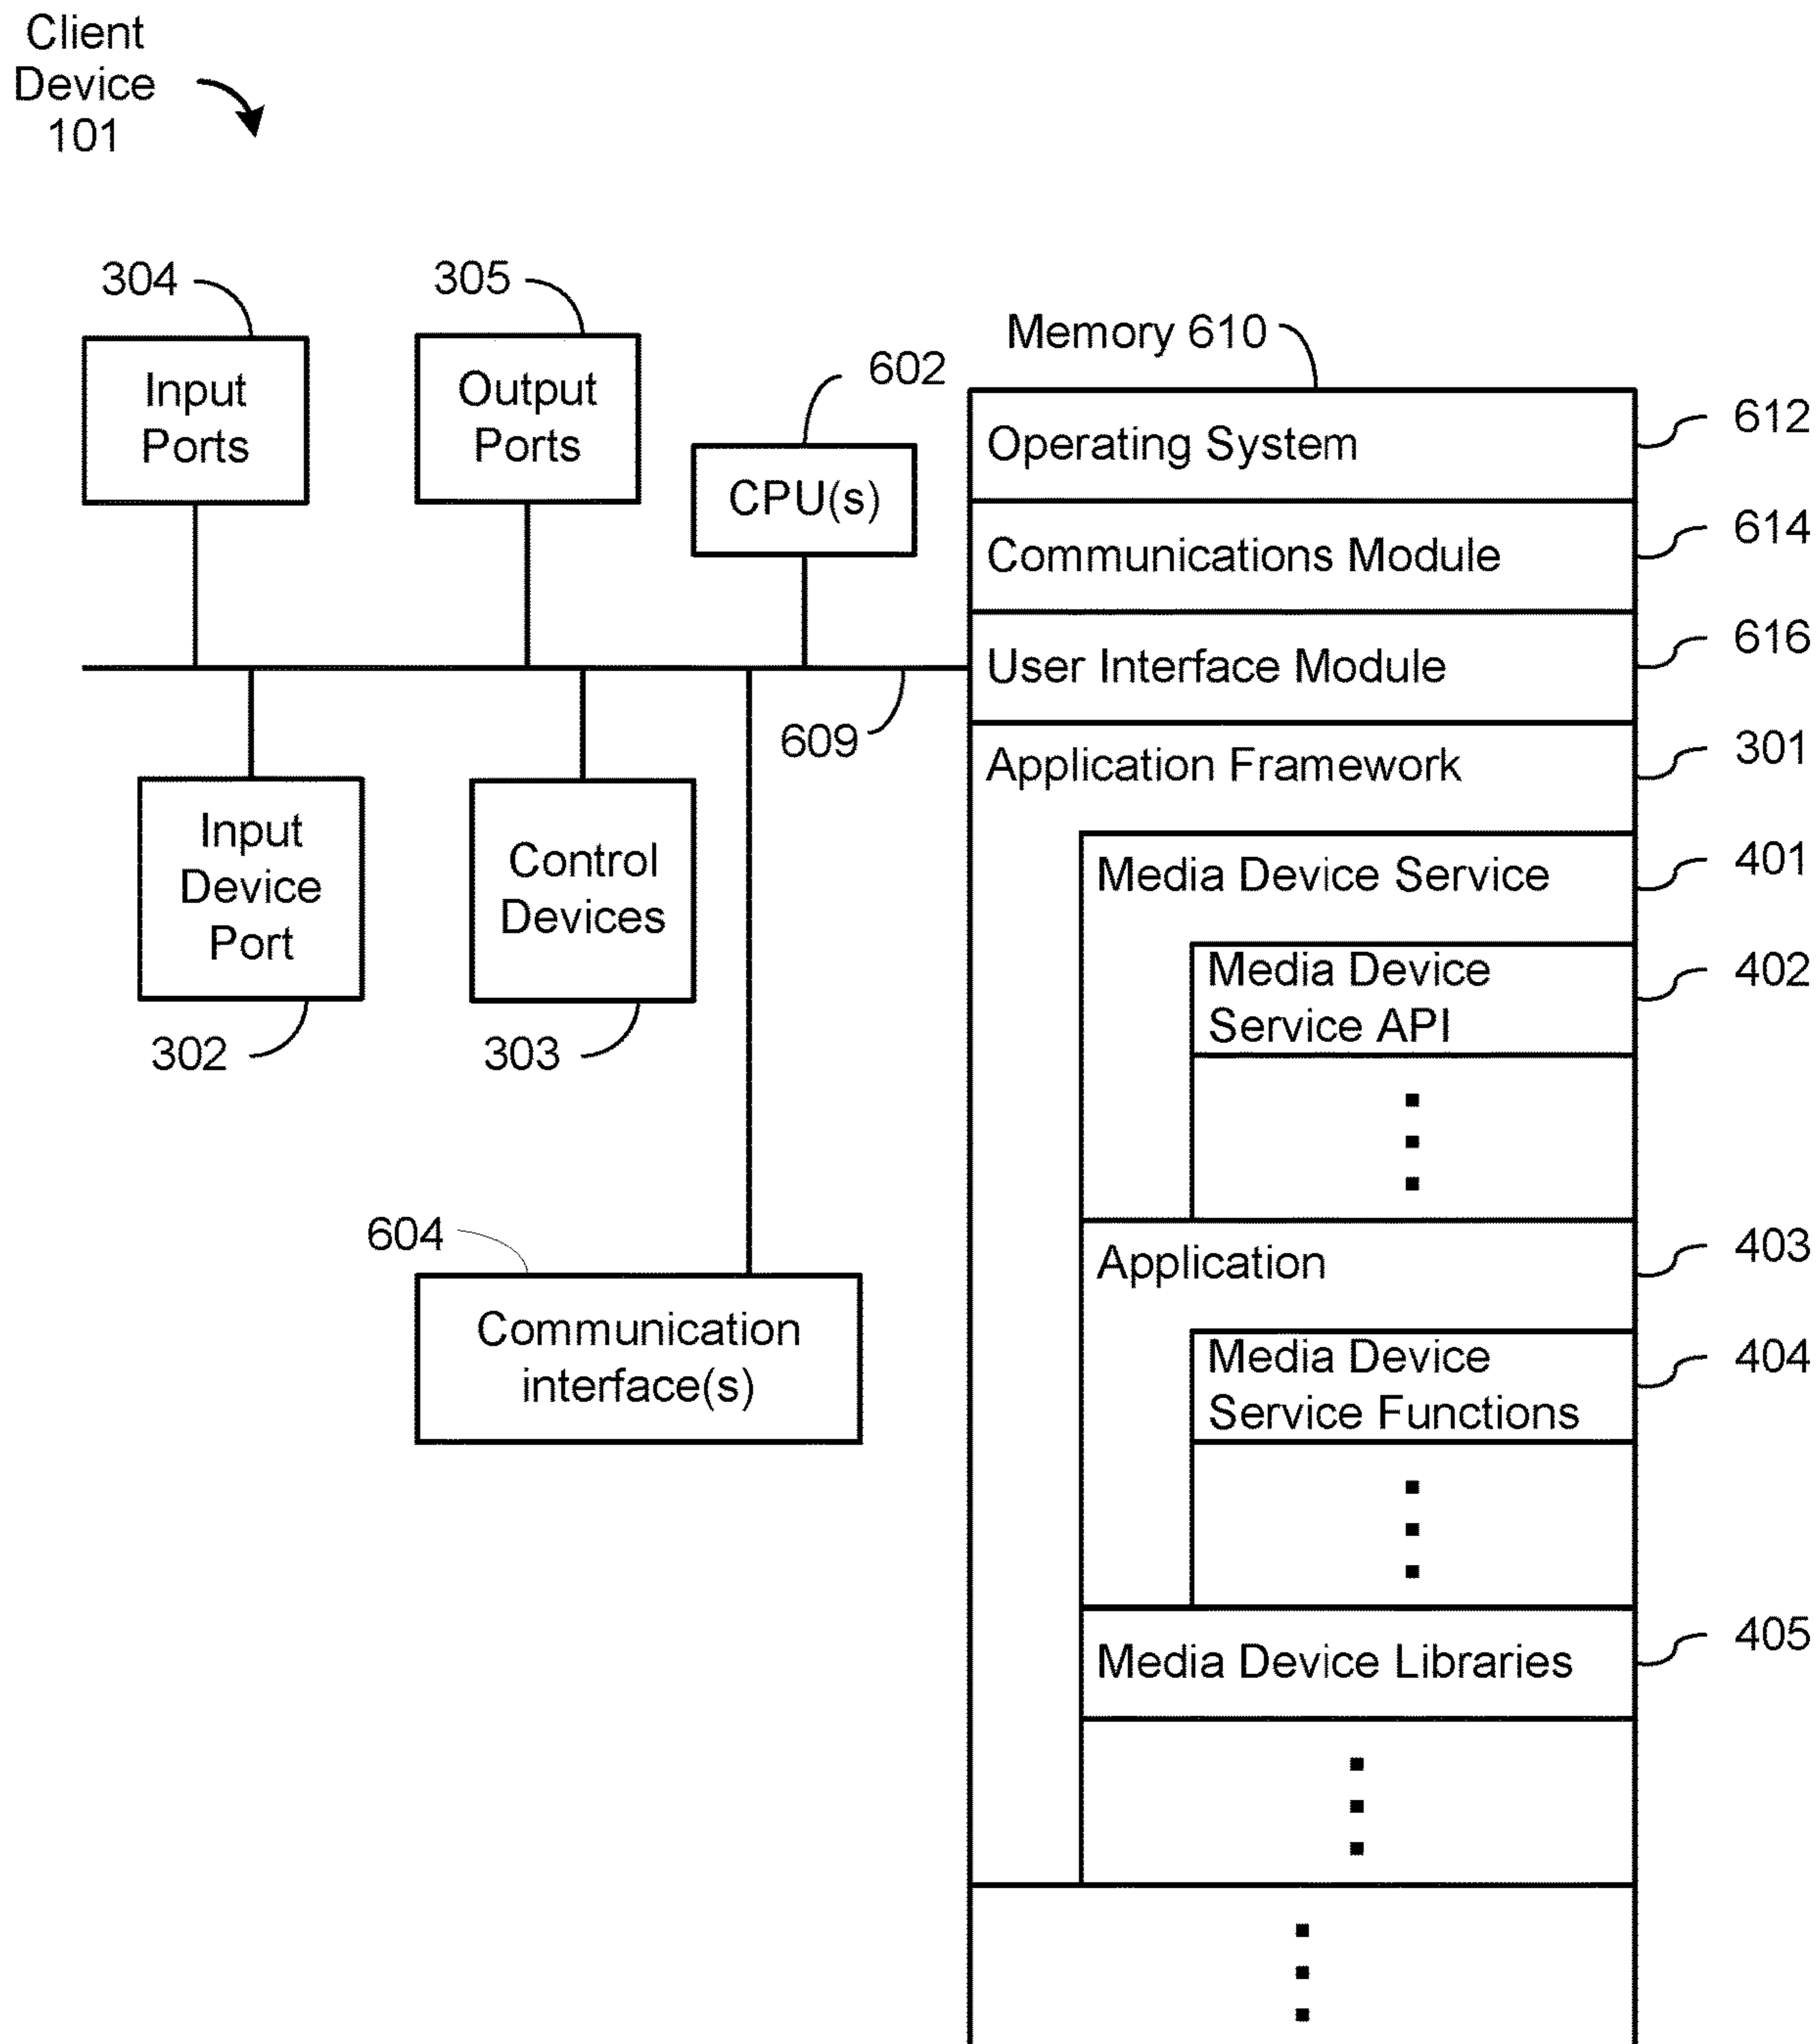 Client
Device
101
304
305
Memory 610
Input
Ports
Output
Ports
602
CPU(s)
Operating System
612
Communications Module
614
User Interface Module
616
609
Application Framework
301
Input
Device
Port
Control
Devices
302
303
Media Device Service
401
Media Device
Service API
402
604
Communication
interface(s)
Application
403
Media Device
Service Functions
404
Media Device Libraries
405